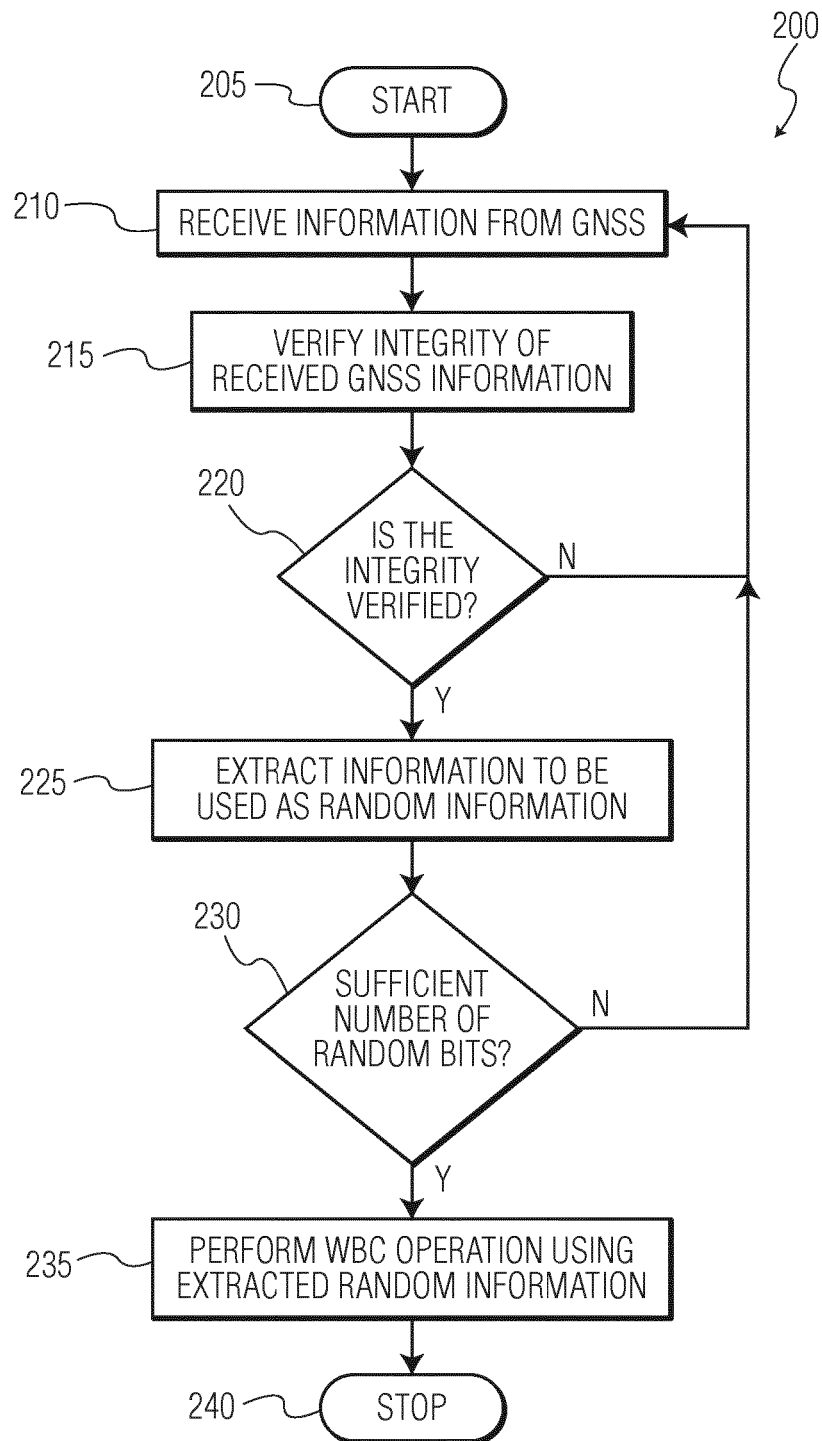 200
205
START
210
RECEIVE INFORMATION FROM GNSS
215
VERIFY INTEGRITY OF
RECEIVED GNSS INFORMATION
220
IS THE
INTEGRITY
VERIFIED?
N
Y
225
EXTRACT INFORMATION TO BE
USED AS RANDOM INFORMATION
230
SUFFICIENT
NUMBER OF
RANDOM BITS?
N
Y
235
PERFORM WBC OPERATION USING
EXTRACTED RANDOM INFORMATION
240
STOP